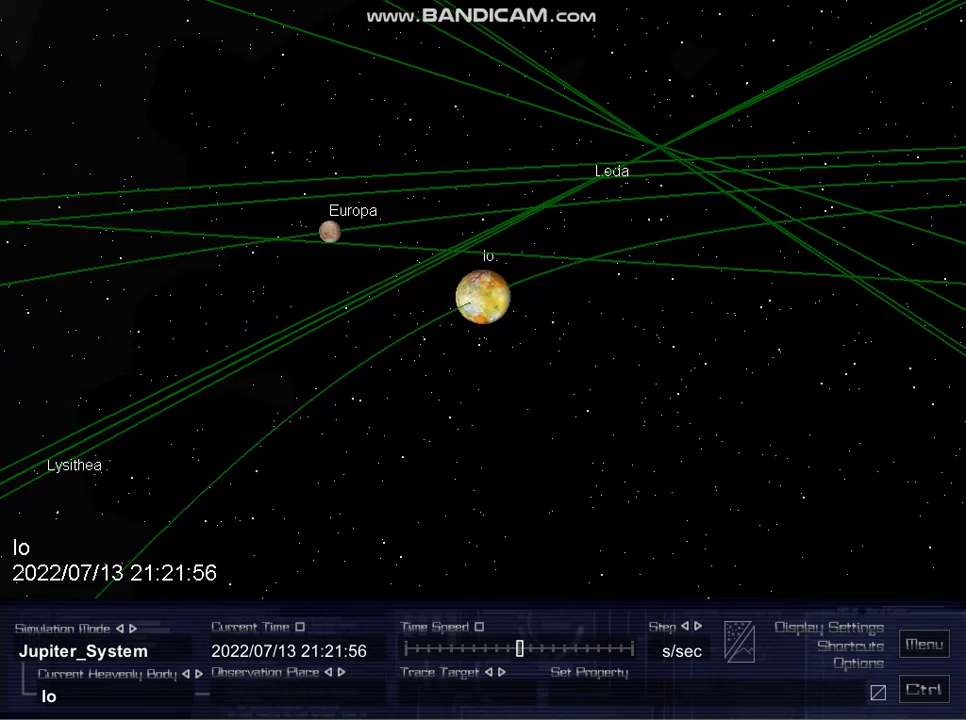 www.BANDICAM.com
Leda
Europa
Io
Lysithea
Io
2022/07/13 21:21:56
Simulation Mode Current Time Time Speed Step Display Settings
Jupiter_System 2022/07/13 21:21:56 s/sec Shortcuts Menu
Current Heavenly Body Observation Place Trace Target Set Property Options
Io Ctrl